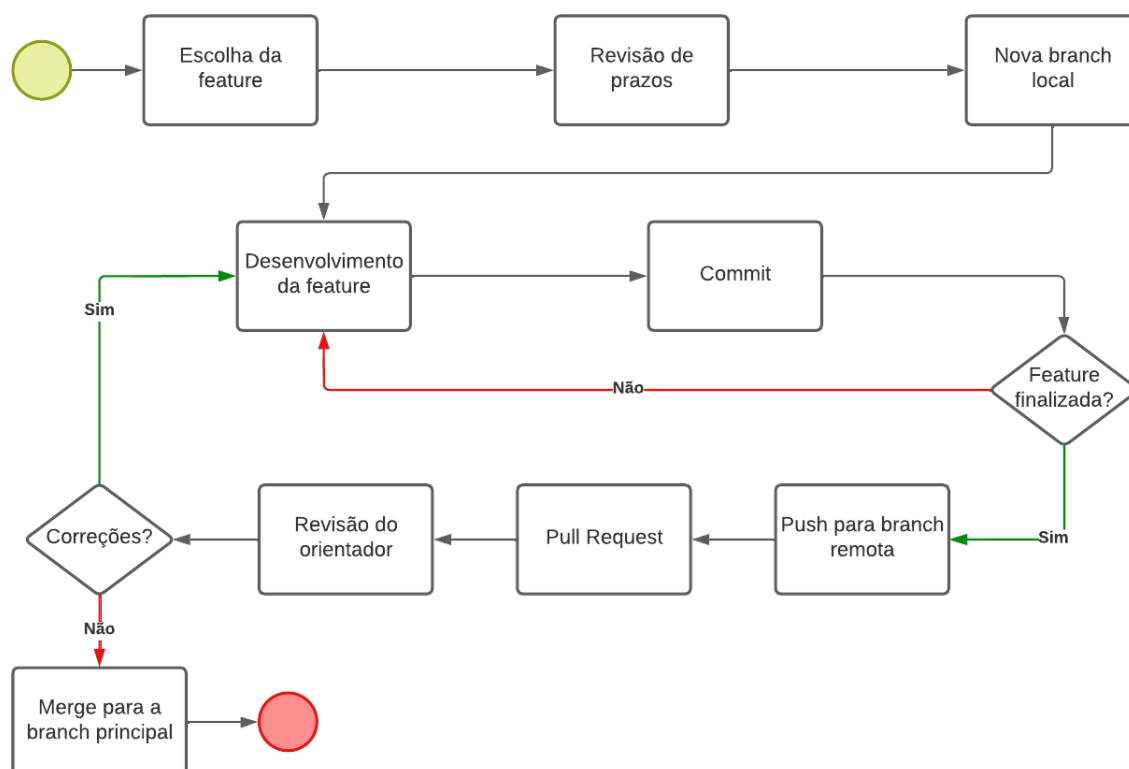 Escolha da
feature
Revisão de
prazos
Nova branch
local
Desenvolvimento
da feature
Commit
Sim
Não
Feature
finalizada?
Correções?
Revisão do
orientador
Pull Request
Push para branch
remota
Sim
Não
Merge para a
branch principal